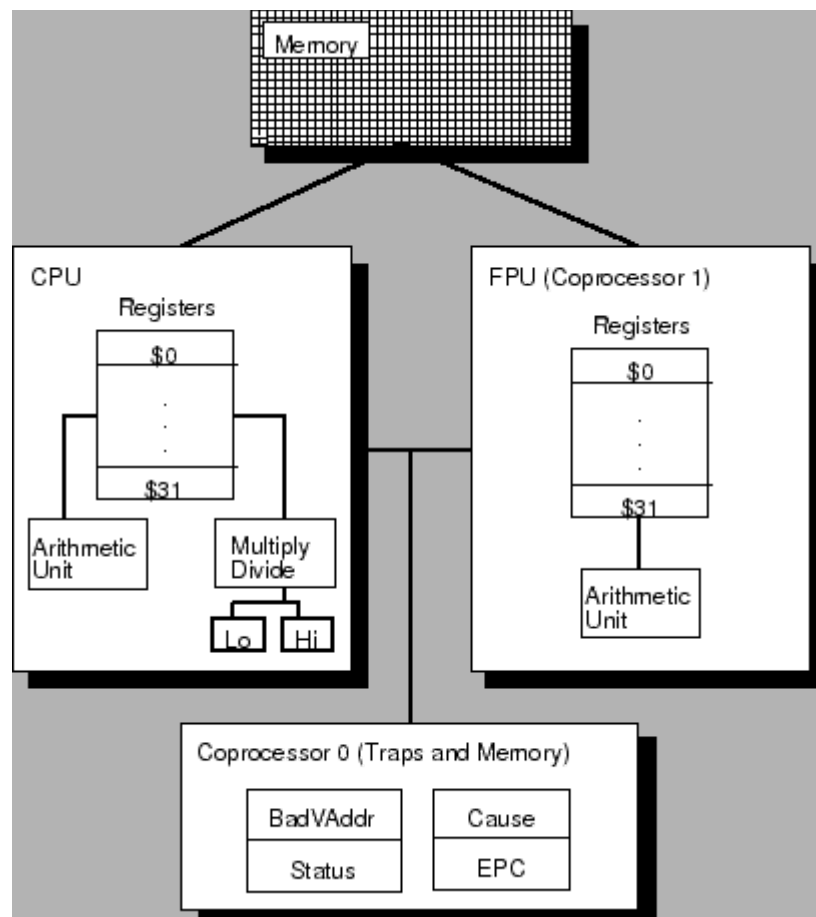 Memory
CPU
Registers
$0
.
.
.
$31
Arithmetic
Unit
Multiply
Divide
Lo
Hi
FPU (Coprocessor 1)
Registers
$0
.
.
.
$31
Arithmetic
Unit
Coprocessor 0 (Traps and Memory)
BadVAddr
Cause
Status
EPC